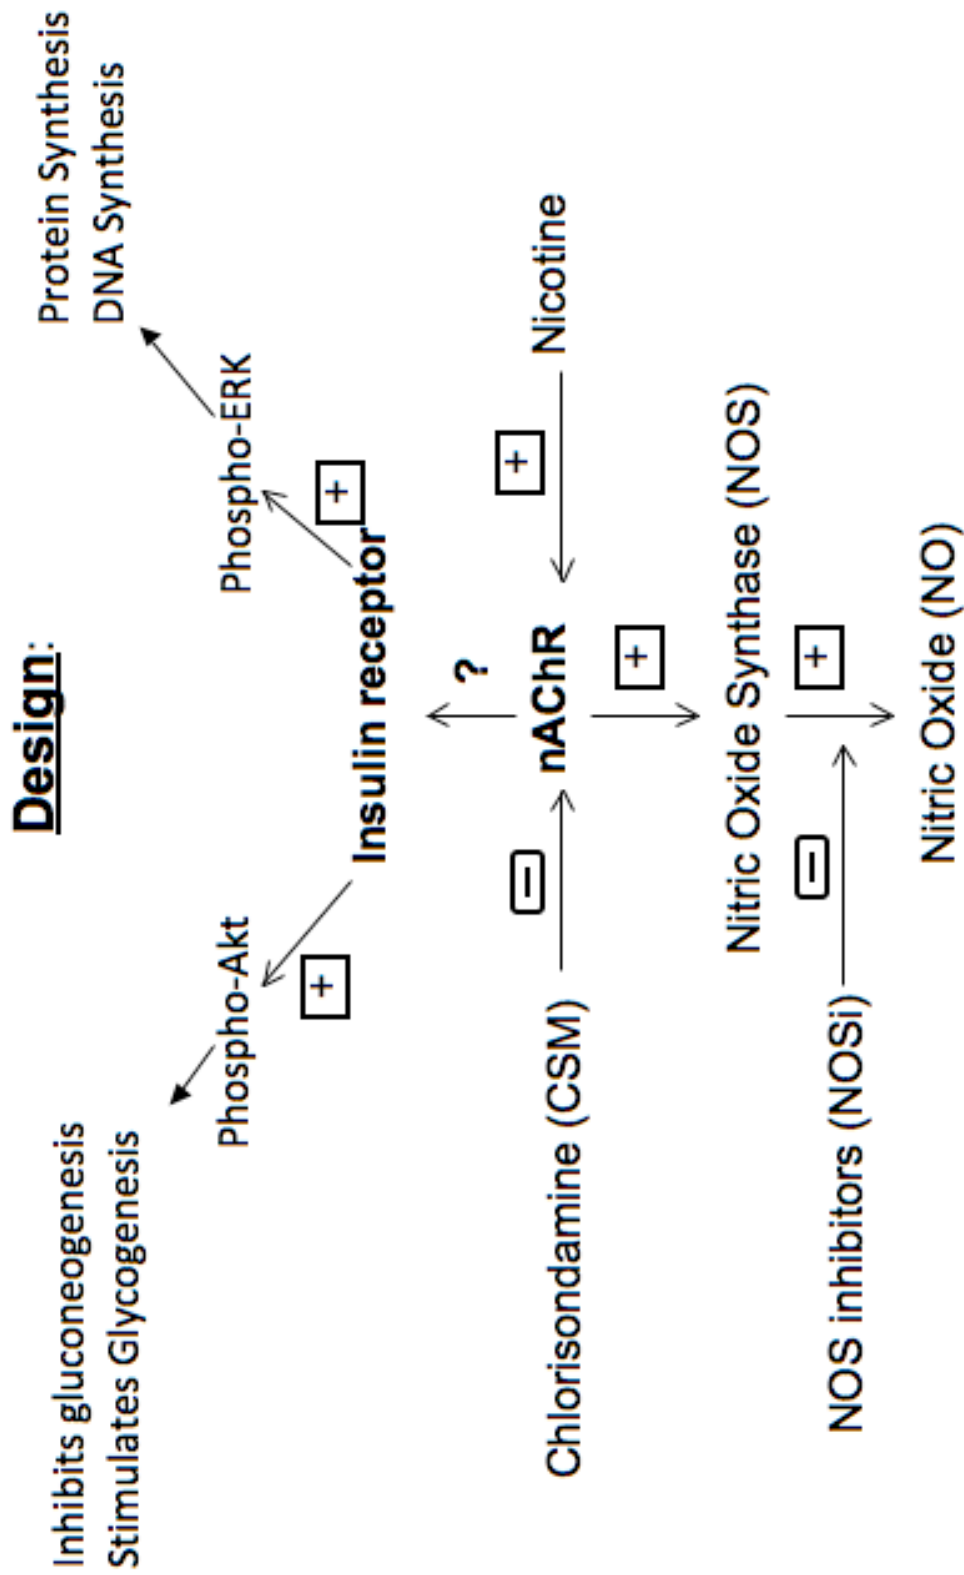 Design:
Inhibits gluconeogenesis
Stimulates Glycogenesis
Protein Synthesis
DNA Synthesis
Phospho-Akt
Phospho-ERK
+
+
Insulin receptor
?
Chlorisondamine (CSM)
−
nAChR
+
Nicotine
+
Nitric Oxide Synthase (NOS)
NOS inhibitors (NOSi)
−
+
Nitric Oxide (NO)